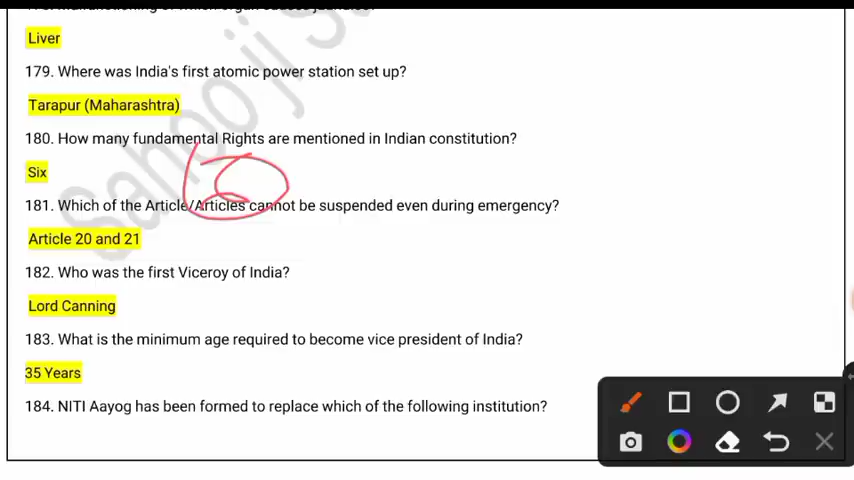 Liver
179. Where was India's first atomic power station set up?
Tarapur (Maharashtra)
180. How many fundamental Rights are mentioned in Indian constitution?
Six
181. Which of the Article/Articles cannot be suspended even during emergency?
Article 20 and 21
182. Who was the first Viceroy of India?
Lord Canning
183. What is the minimum age required to become vice president of India?
35 Years
184. NITI Aayog has been formed to replace which of the following institution?